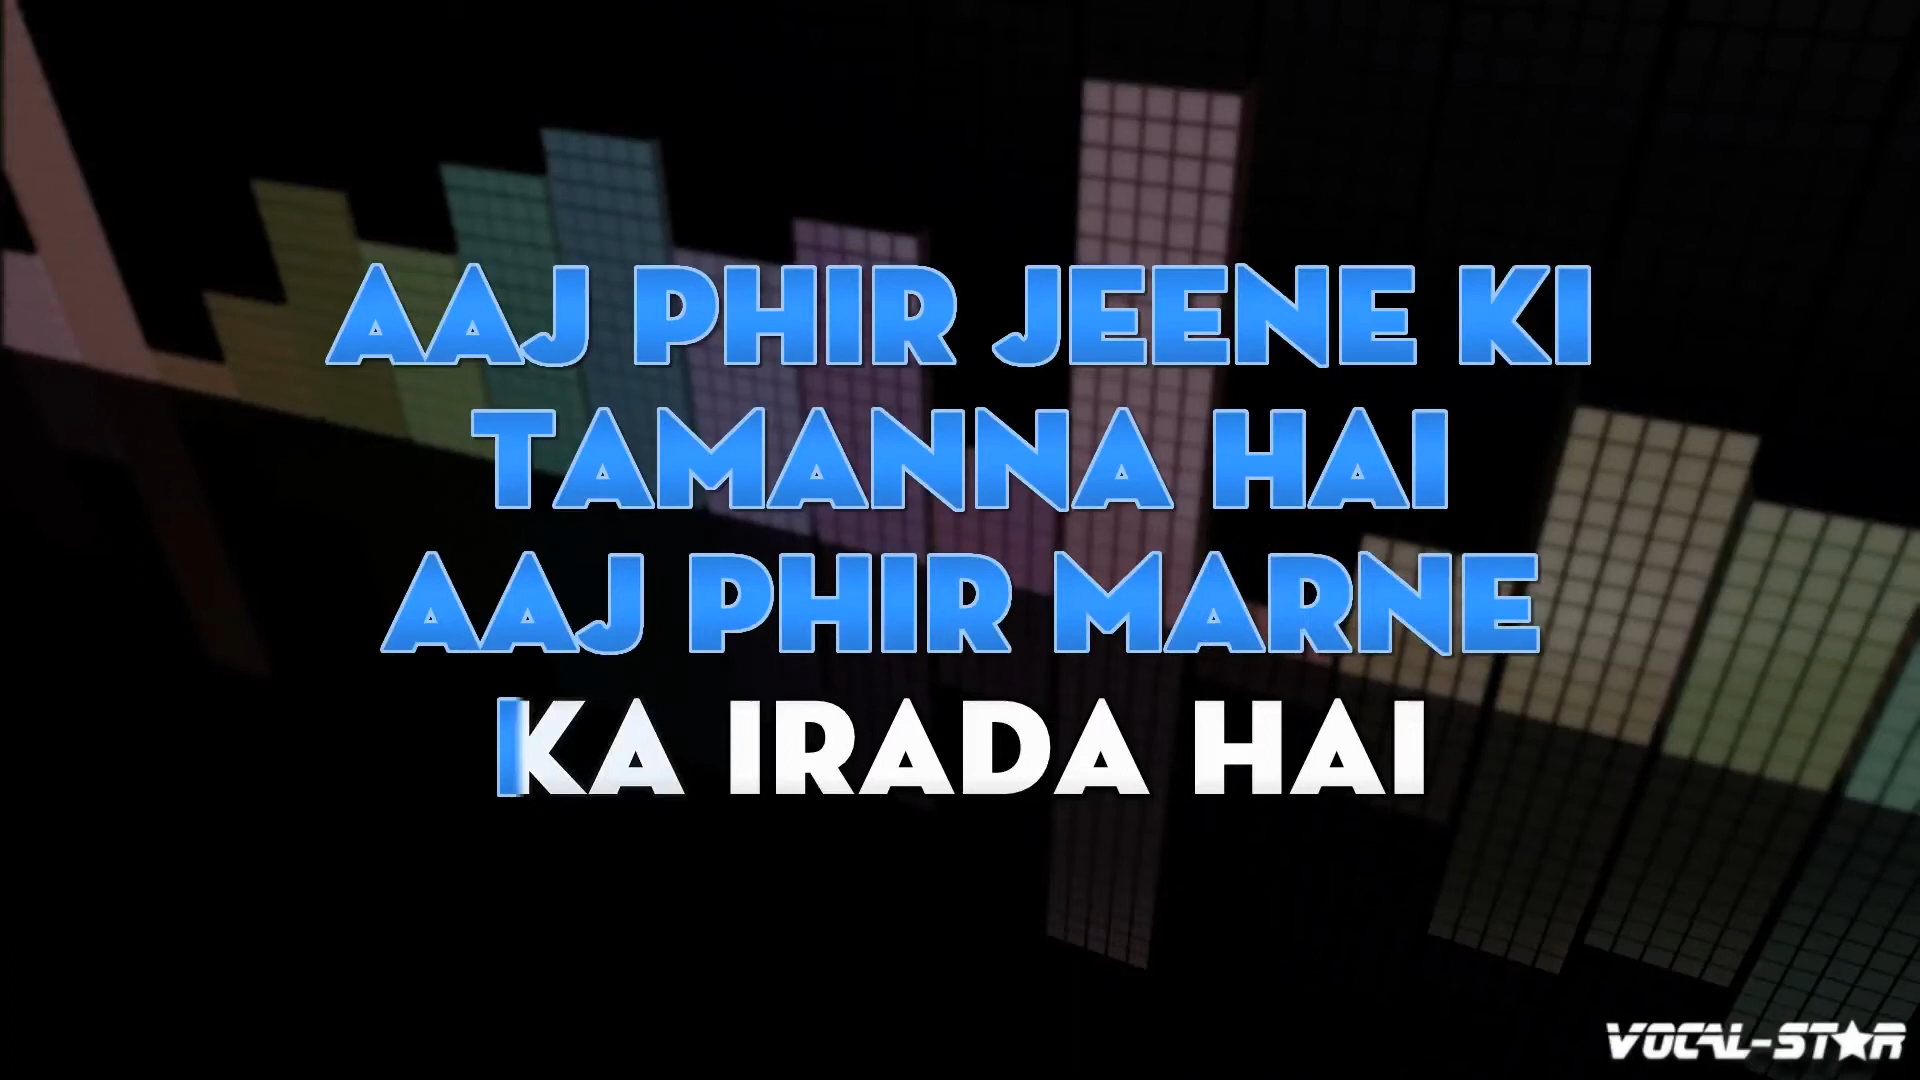 AAJ PHIR JEENE KI
TAMANNA HAI
AAJ PHIR MARNE
KA IRADA HAI
VOCAL-STAR